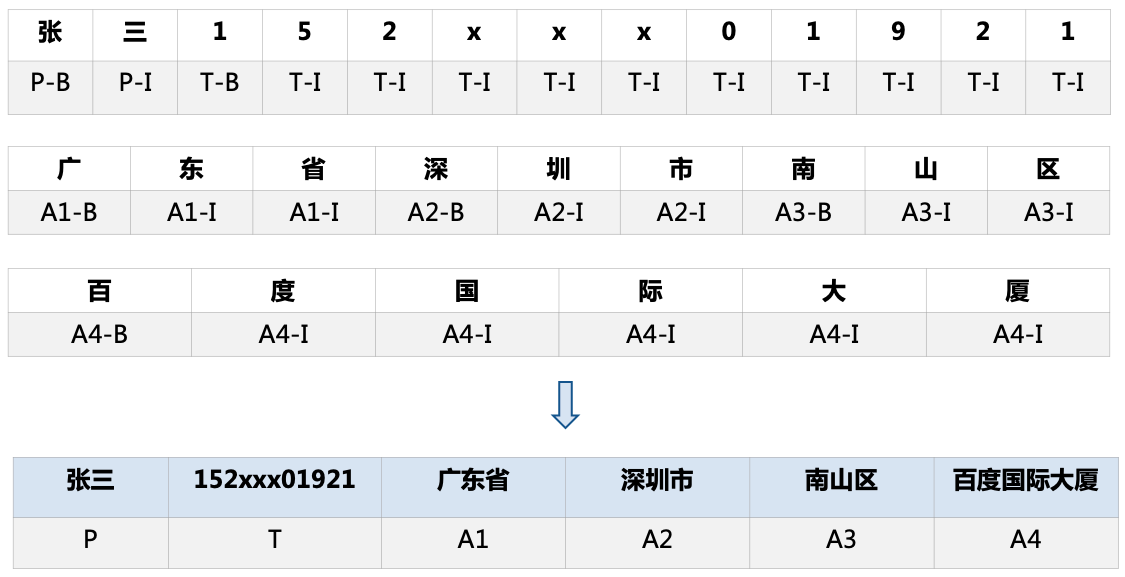 张 三 1 5 2 x x x 0 1 9 2 1
P-B P-I T-B T-I T-I T-I T-I T-I T-I T-I T-I T-I T-I
广 东 省 深 圳 市 南 山 区
A1-B A1-I A1-I A2-B A2-I A2-I A3-B A3-I A3-I
百 度 国 际 大 厦
A4-B A4-I A4-I A4-I A4-I A4-I
张三 152xxx01921 广东省 深圳市 南山区 百度国际大厦
P T A1 A2 A3 A4